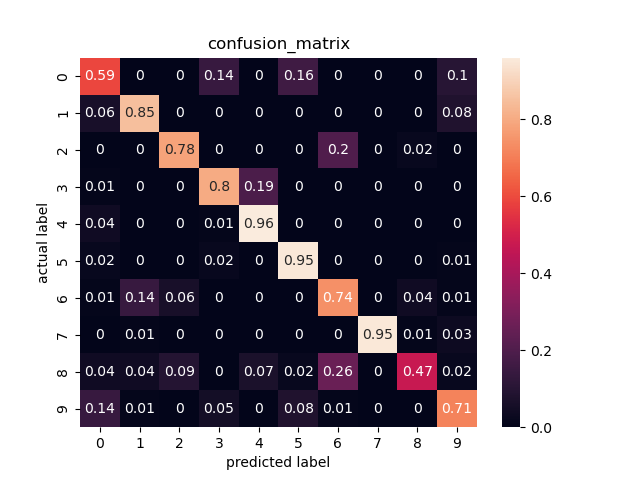 confusion_matrix
0 0.59 0 0 0.14 0 0.16 0 0 0 0.1
1 0.06 0.85 0 0 0 0 0 0 0 0.08
2 0 0 0.78 0 0 0 0.2 0 0.02 0
3 0.01 0 0 0.8 0.19 0 0 0 0 0
4 0.04 0 0 0.01 0.96 0 0 0 0 0
5 0.02 0 0 0.02 0 0.95 0 0 0 0.01
6 0.01 0.14 0.06 0 0 0 0.74 0 0.04 0.01
7 0 0.01 0 0 0 0 0 0.95 0.01 0.03
8 0.04 0.04 0.09 0 0.07 0.02 0.26 0 0.47 0.02
9 0.14 0.01 0 0.05 0 0.08 0.01 0 0 0.71
0 1 2 3 4 5 6 7 8 9
predicted label
actual label
0.8
0.6
0.4
0.2
0.0